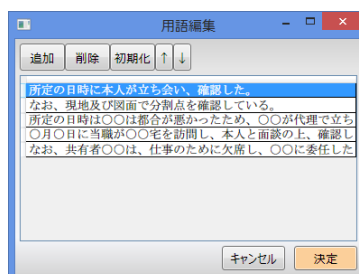 用語編集
追加 削除 初期化 ↑ ↓
所定の日時に本人が立ち会い、確認した。
なお、現地及び図面で分割点を確認している。
所定の日時は〇〇は都合が悪かったため、〇〇が代理で立ち
〇月〇日に当職が〇〇宅を訪問し、本人と面談の上、確認し
なお、共有者〇〇は、仕事のために欠席し、〇〇に委任した
キャンセル 決定